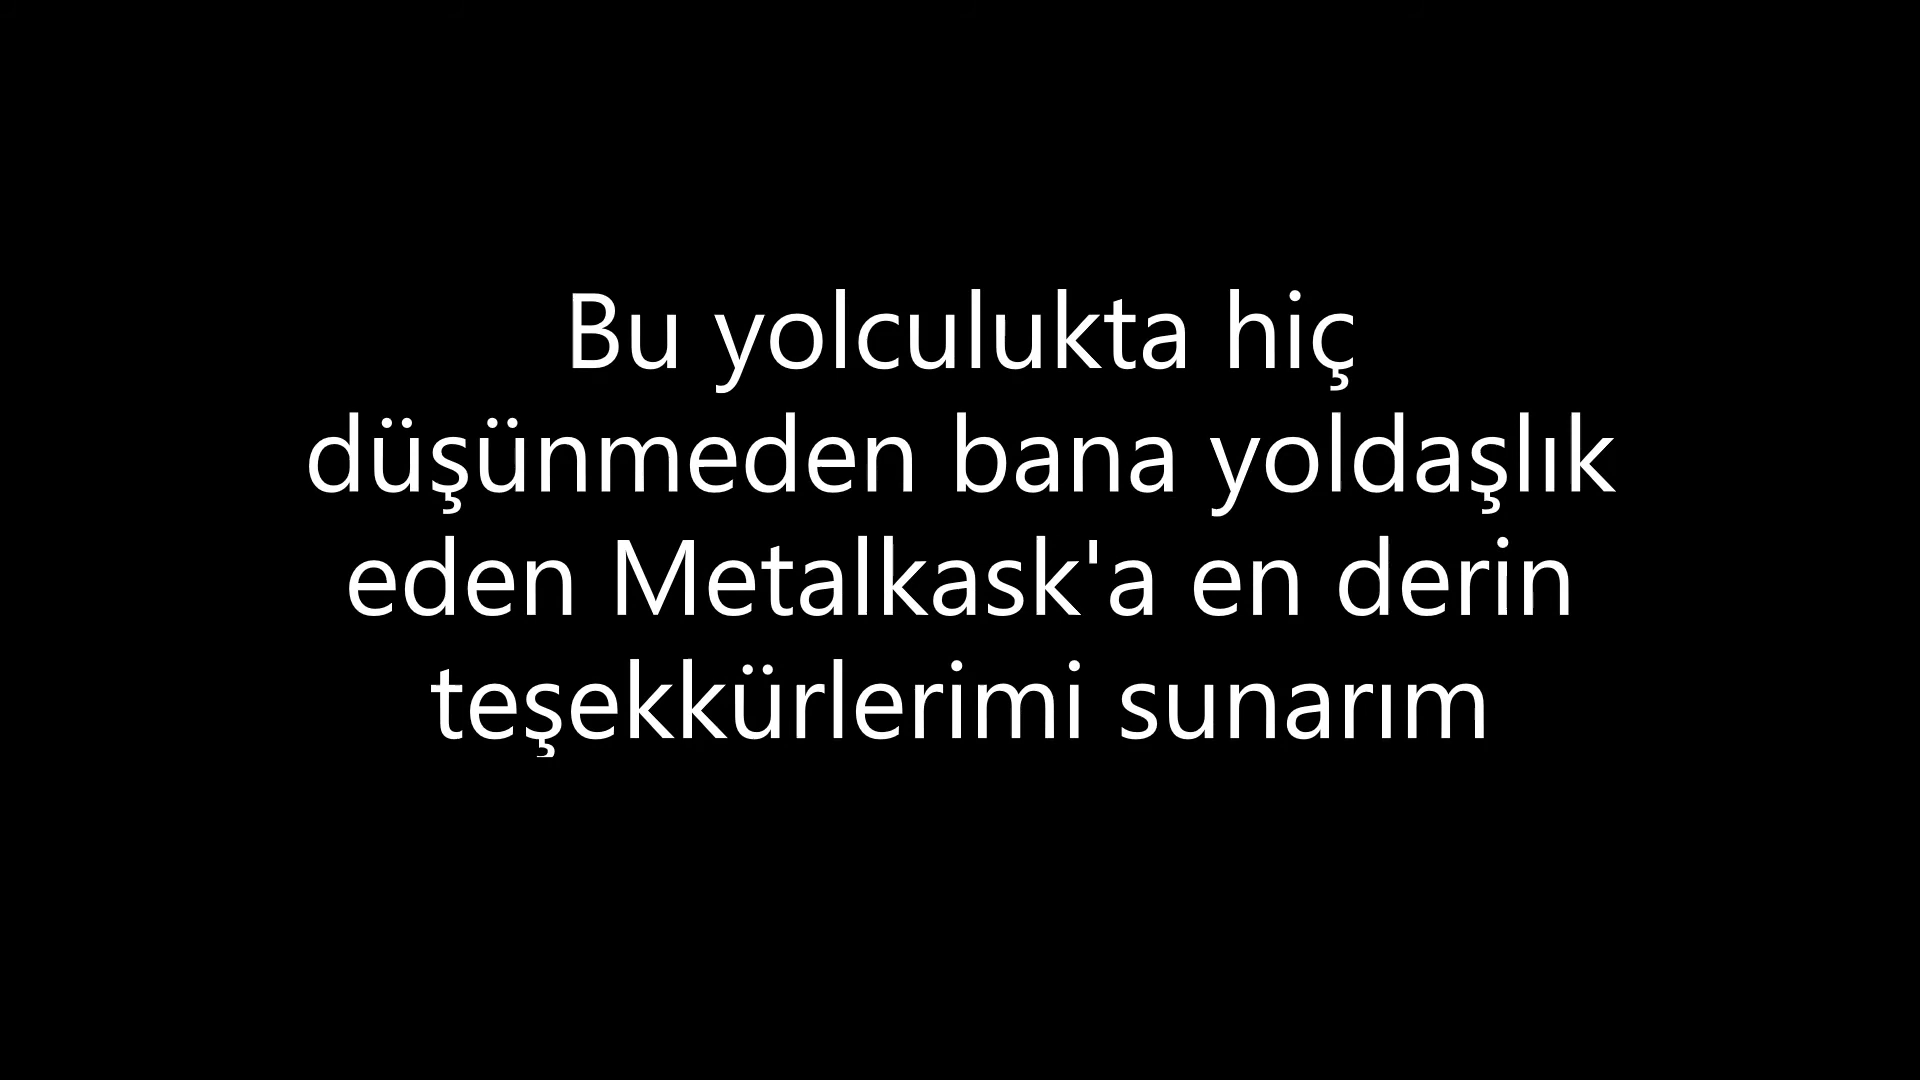 Bu yolculukta hiç
düşünmeden bana yoldaşlık
eden Metalkask'a en derin
teşekkürlerimi sunarım